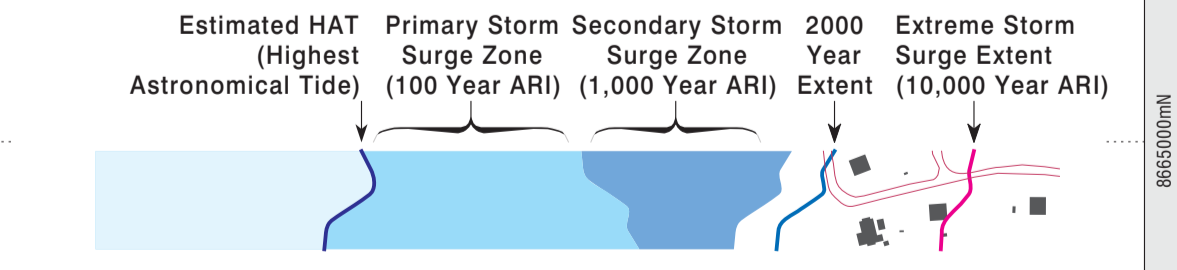 Estimated HAT
(Highest
Astronomical Tide)
Primary Storm
Surge Zone
(100 Year ARI)
Secondary Storm
Surge Zone
(1,000 Year ARI)
2000
Year
Extent
Extreme Storm
Surge Extent
(10,000 Year ARI)
8665000mN